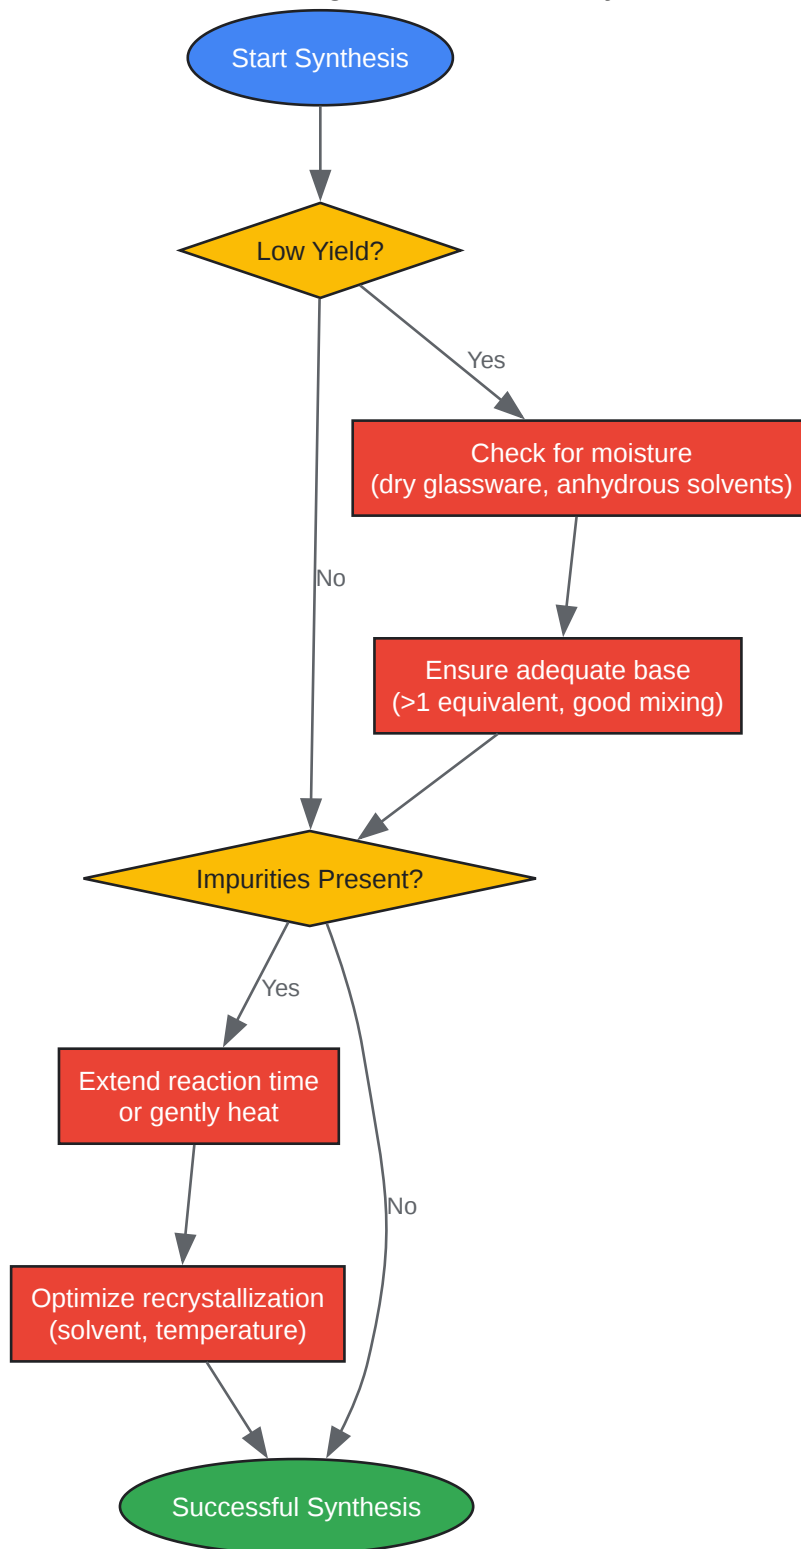 Start Synthesis
Low Yield?
Yes
Check for moisture
(dry glassware, anhydrous solvents)
No
Ensure adequate base
(>1 equivalent, good mixing)
Impurities Present?
Yes
Extend reaction time
or gently heat
No
Optimize recrystallization
(solvent, temperature)
Successful Synthesis